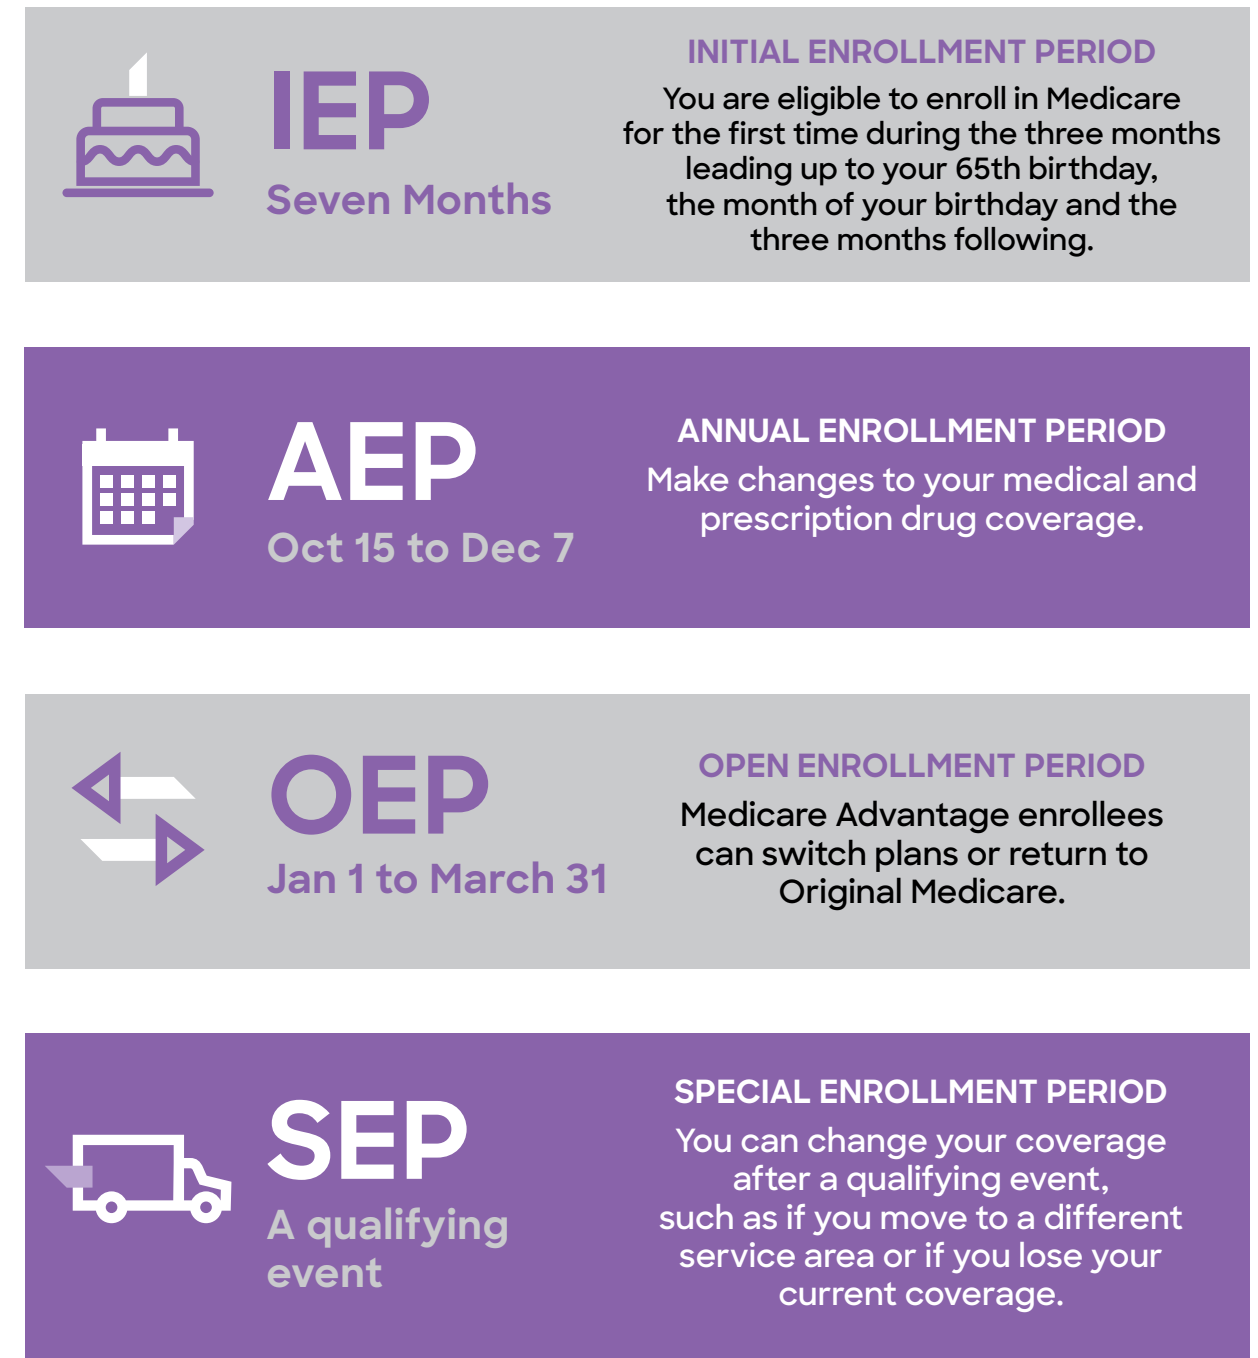 IEP
Seven Months
INITIAL ENROLLMENT PERIOD
You are eligible to enroll in Medicare
for the first time during the three months
leading up to your 65th birthday,
the month of your birthday and the
three months following.
AEP
Oct 15 to Dec 7
ANNUAL ENROLLMENT PERIOD
Make changes to your medical and
prescription drug coverage.
OEP
Jan 1 to March 31
OPEN ENROLLMENT PERIOD
Medicare Advantage enrollees
can switch plans or return to
Original Medicare.
SEP
A qualifying
event
SPECIAL ENROLLMENT PERIOD
You can change your coverage
after a qualifying event,
such as if you move to a different
service area or if you lose your
current coverage.